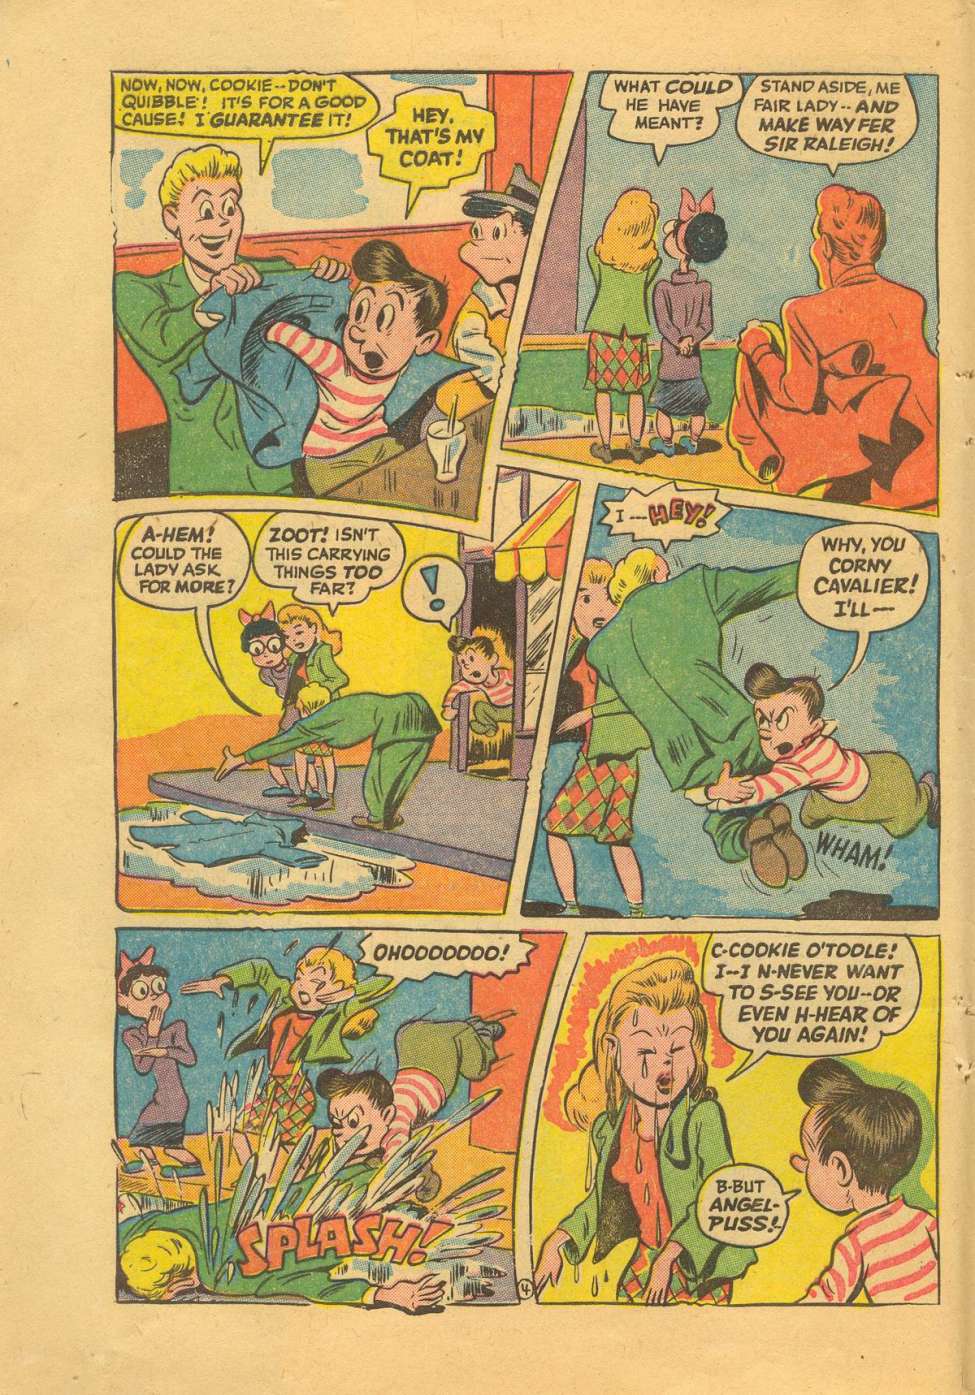 NOW, NOW, COOKIE--DON'T
QUIBBLE! IT'S FOR A GOOD
CAUSE! I GUARANTEE IT!
HEY,
THAT'S MY
COAT!
WHAT COULD
HE HAVE
MEANT?
STAND ASIDE, ME
FAIR LADY--AND
MAKE WAY FER
SIR RALEIGH!
A-HEM!
COULD THE
LADY ASK
FOR MORE?
ZOOT! ISN'T
THIS CARRYING
THINGS TOO
FAR?
!
I---HEY!
WHY, YOU
CORNY
CAVALIER!
I'LL---
WHAM!
OHOOOOOOO!
SPLASH!
4
C-COOKIE O'TOOLE!
I--I N-NEVER WANT
TO S-SEE YOU--OR
EVEN H-HEAR OF
YOU AGAIN!
B-BUT
ANGEL-
PUSS!